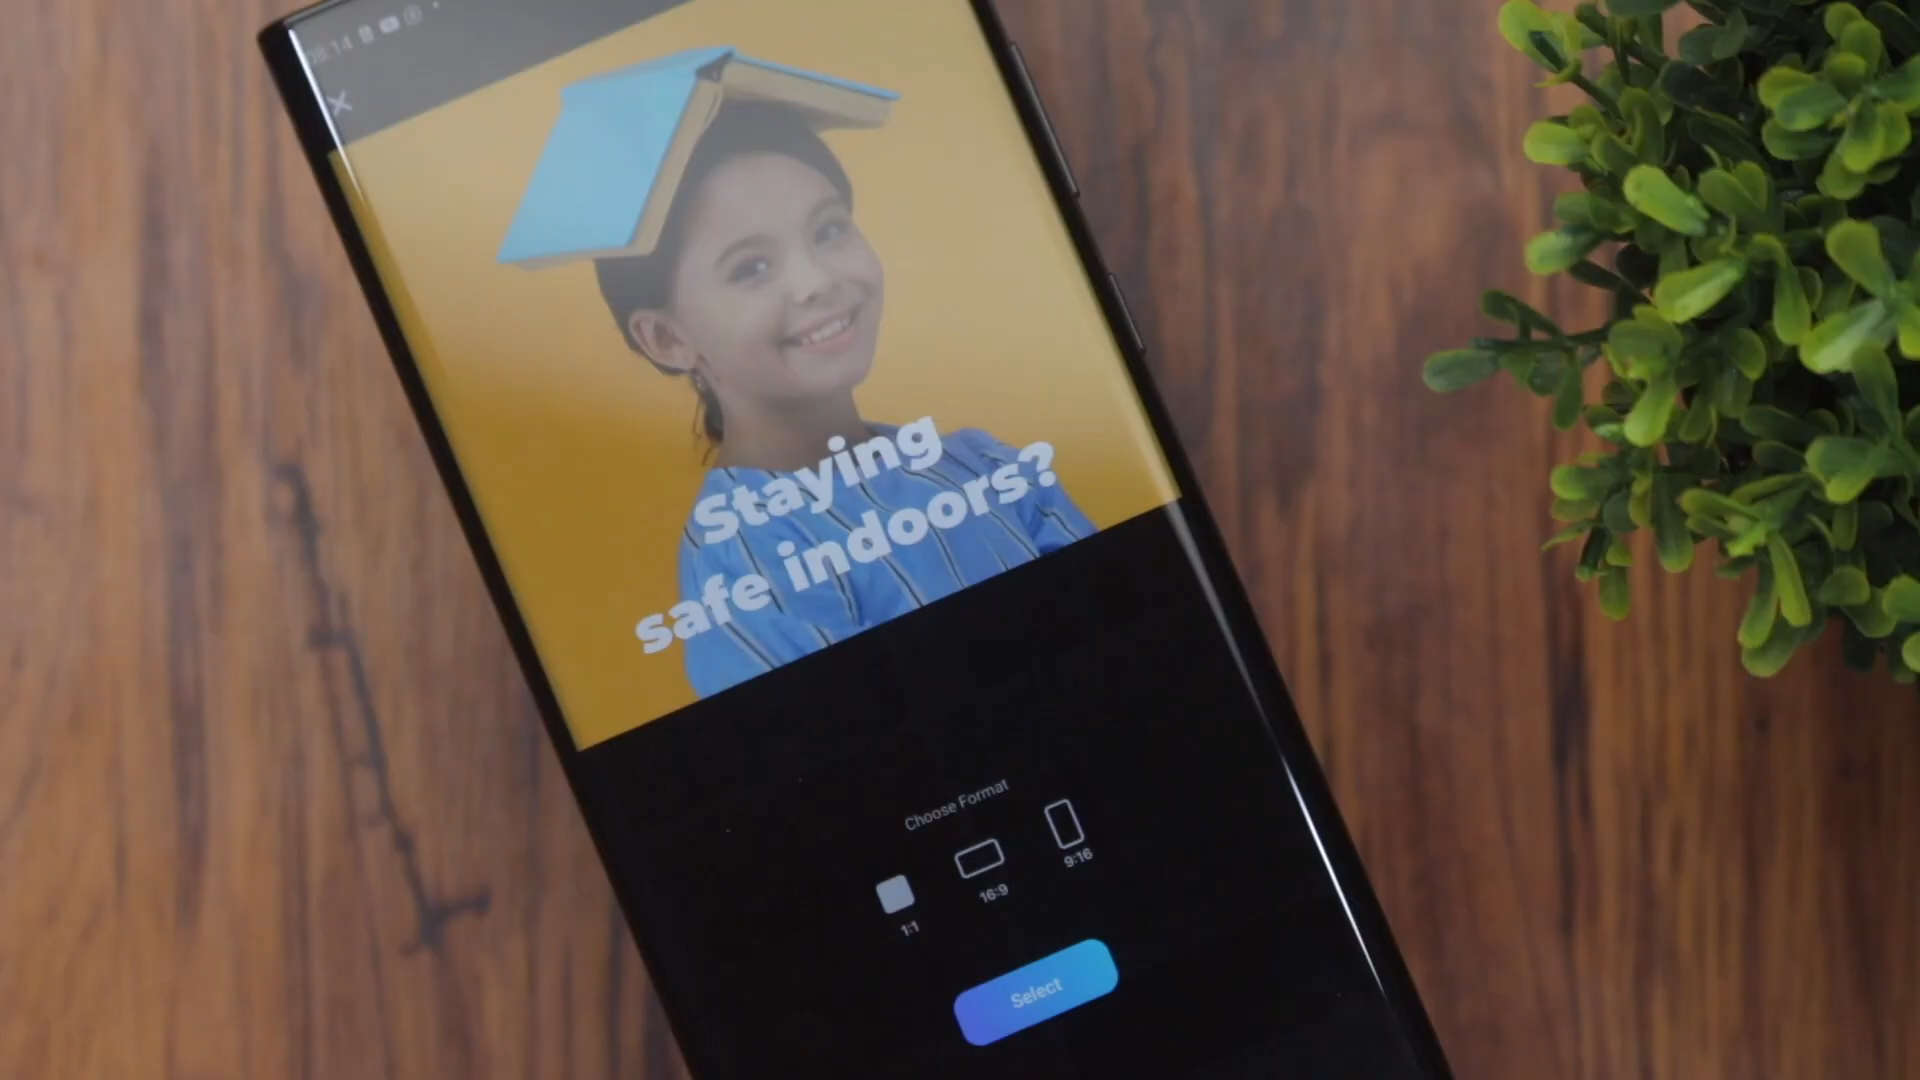 Staying
safe indoors?
Choose Format
1:1
16:9
9:16
Select